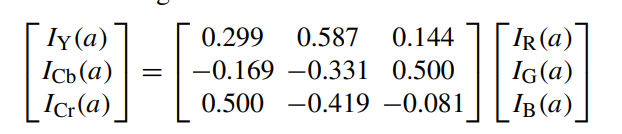 I_Y(a) 0.299 0.587 0.144 I_R(a)
I_Cb(a) = −0.169 −0.331 0.500 I_G(a)
I_Cr(a) 0.500 −0.419 −0.081 I_B(a)